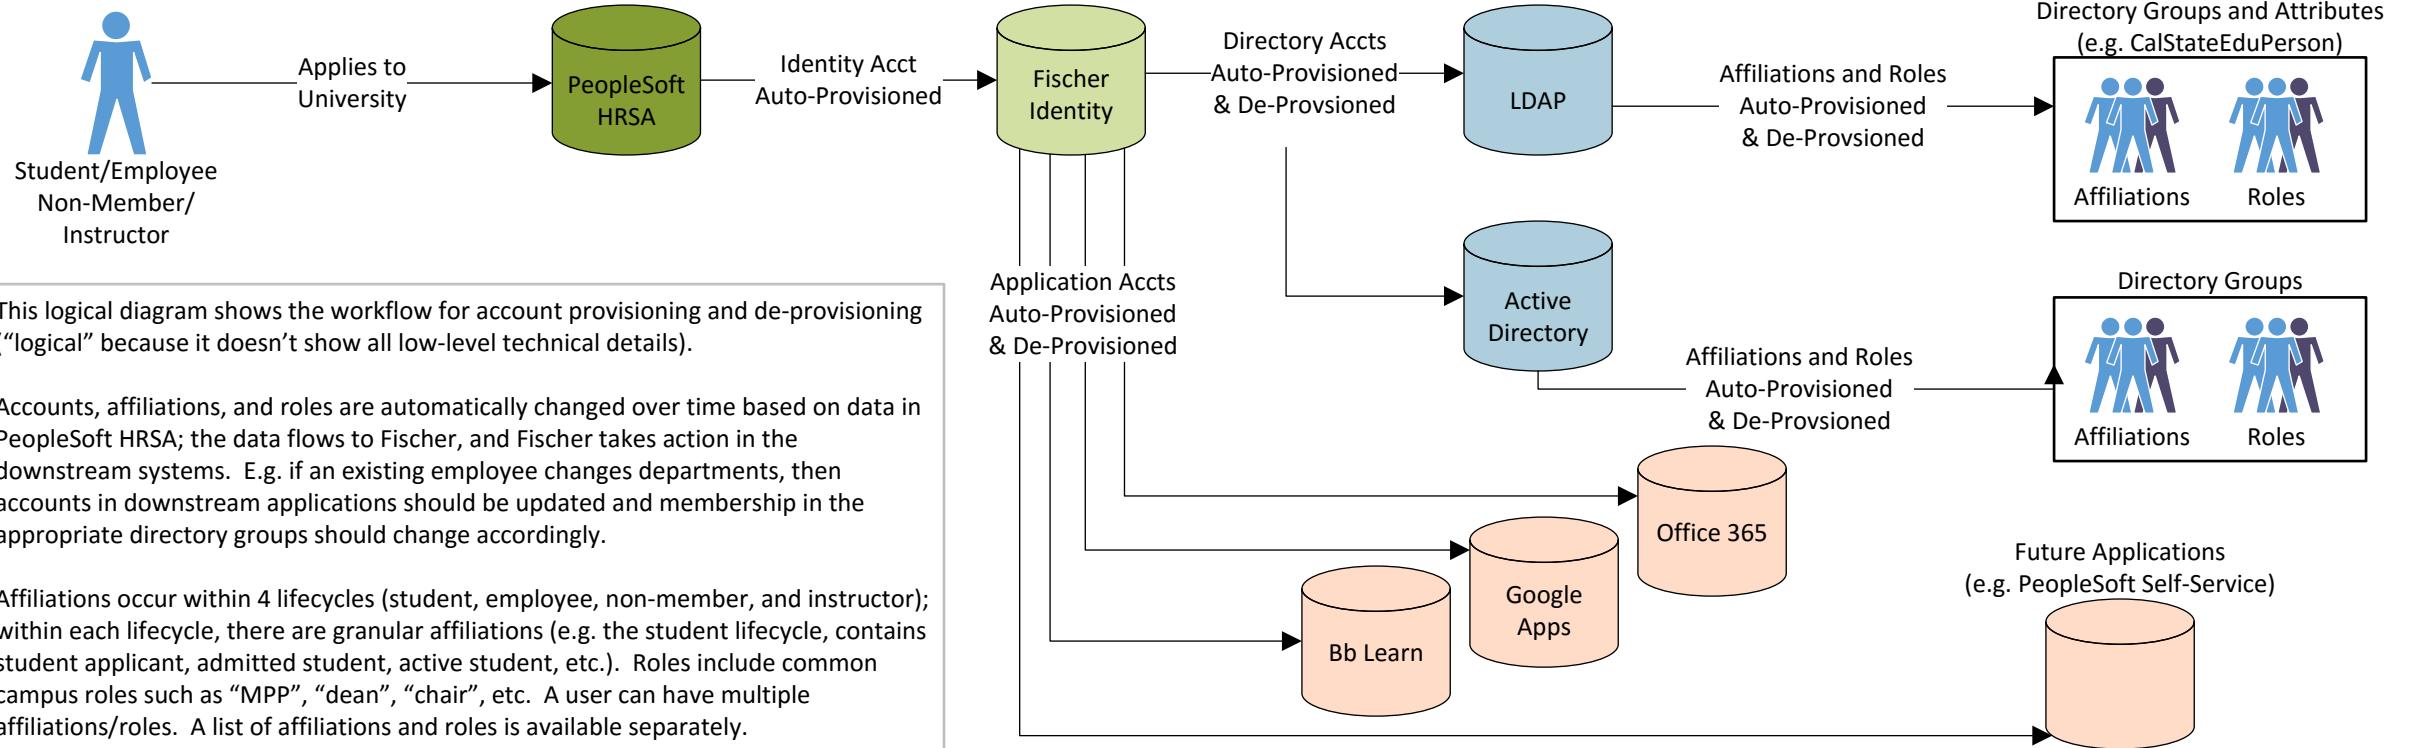 Student/Employee
Non-Member/
Instructor
Applies to
University
PeopleSoft
HRSA
Identity Acct
Auto-Provisioned
Fischer
Identity
Directory Accts
Auto-Provisioned
& De-Provsioned
LDAP
Affiliations and Roles
Auto-Provisioned
& De-Provsioned
Directory Groups and Attributes
(e.g. CalStateEduPerson)
Affiliations
Roles
Application Accts
Auto-Provisioned
& De-Provisioned
Active
Directory
Affiliations and Roles
Auto-Provisioned
& De-Provsioned
Directory Groups
Affiliations
Roles
Office 365
Google
Apps
Bb Learn
Future Applications
(e.g. PeopleSoft Self-Service)
This logical diagram shows the workflow for account provisioning and de-provisioning
(“logical” because it doesn’t show all low-level technical details).
Accounts, affiliations, and roles are automatically changed over time based on data in
PeopleSoft HRSA; the data flows to Fischer, and Fischer takes action in the
downstream systems.  E.g. if an existing employee changes departments, then
accounts in downstream applications should be updated and membership in the
appropriate directory groups should change accordingly.
Affiliations occur within 4 lifecycles (student, employee, non-member, and instructor);
within each lifecycle, there are granular affiliations (e.g. the student lifecycle, contains
student applicant, admitted student, active student, etc.).  Roles include common
campus roles such as “MPP”, “dean”, “chair”, etc.  A user can have multiple
affiliations/roles.  A list of affiliations and roles is available separately.